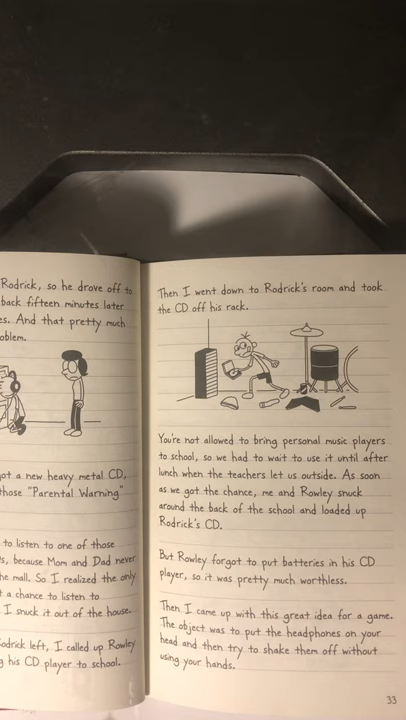 Rodrick, so he drove off to
back fifteen minutes later
es. And that pretty much
oblem.
got a new heavy metal CD,
those "Parental Warning"
to listen to one of those
s, because Mom and Dad never
he mall. So I realized the only
t a chance to listen to
I snuck it out of the house.
odrick left, I called up Rowley
g his CD player to school.
Then I went down to Rodrick's room and took
the CD off his rack.
You're not allowed to bring personal music players
to school, so we had to wait to use it until after
lunch when the teachers let us outside. As soon
as we got the chance, me and Rowley snuck
around the back of the school and loaded up
Rodrick's CD.
But Rowley forgot to put batteries in his CD
player, so it was pretty much worthless.
Then I came up with this great idea for a game.
The object was to put the headphones on your
head and then try to shake them off without
using your hands.
33